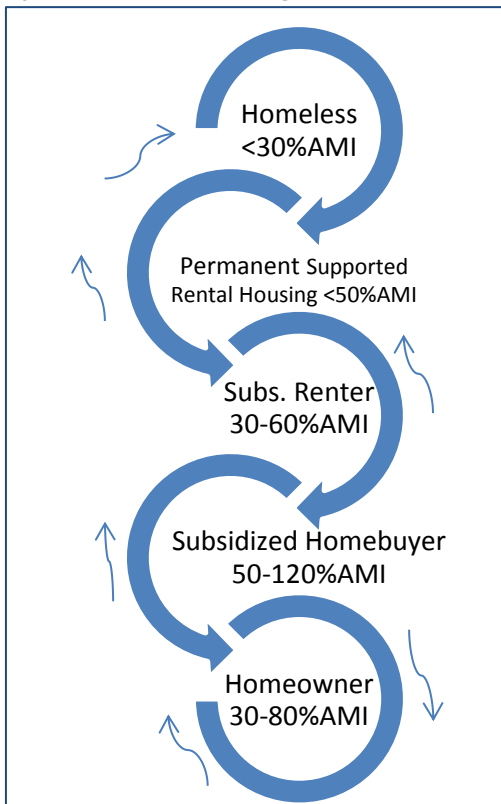 Homeless
<30%AMI
Permanent Supported
Rental Housing <50%AMI
Subs. Renter
30-60%AMI
Subsidized Homebuyer
50-120%AMI
Homeowner
30-80%AMI